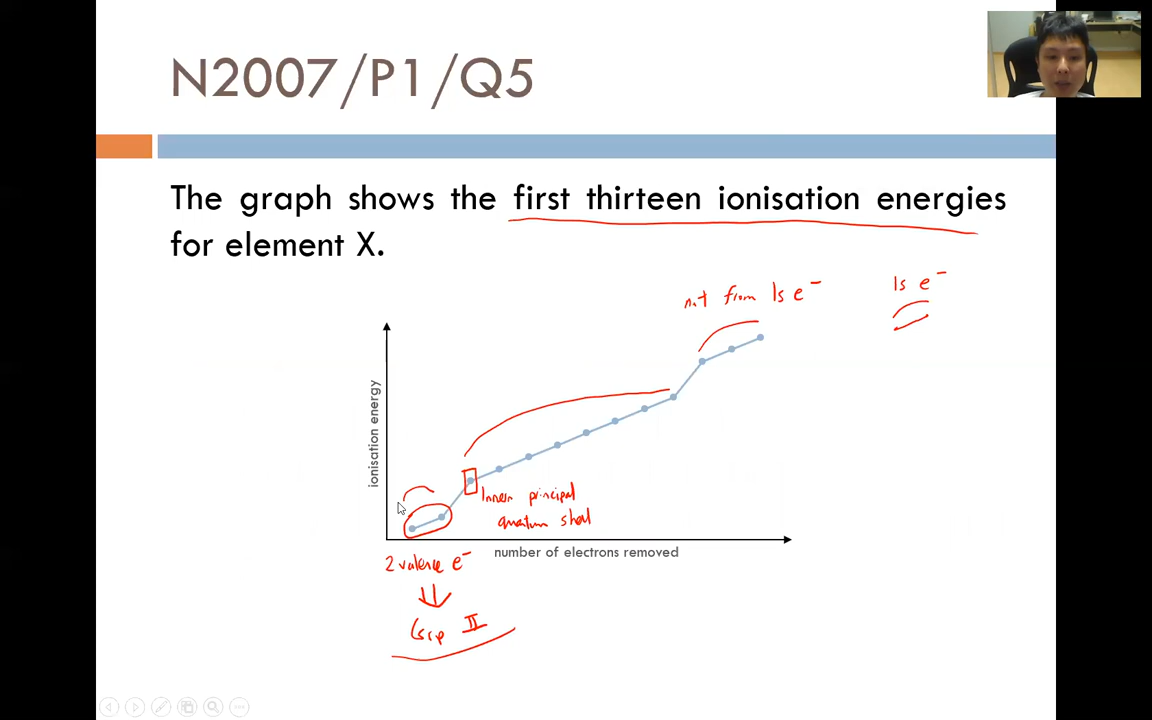 N2007/P1/Q5
The graph shows the first thirteen ionisation energies
for element X.
not from 1s e⁻
1s e⁻
ionisation energy
Inner principal
quantum shell
number of electrons removed
2 valence e⁻
Grp II